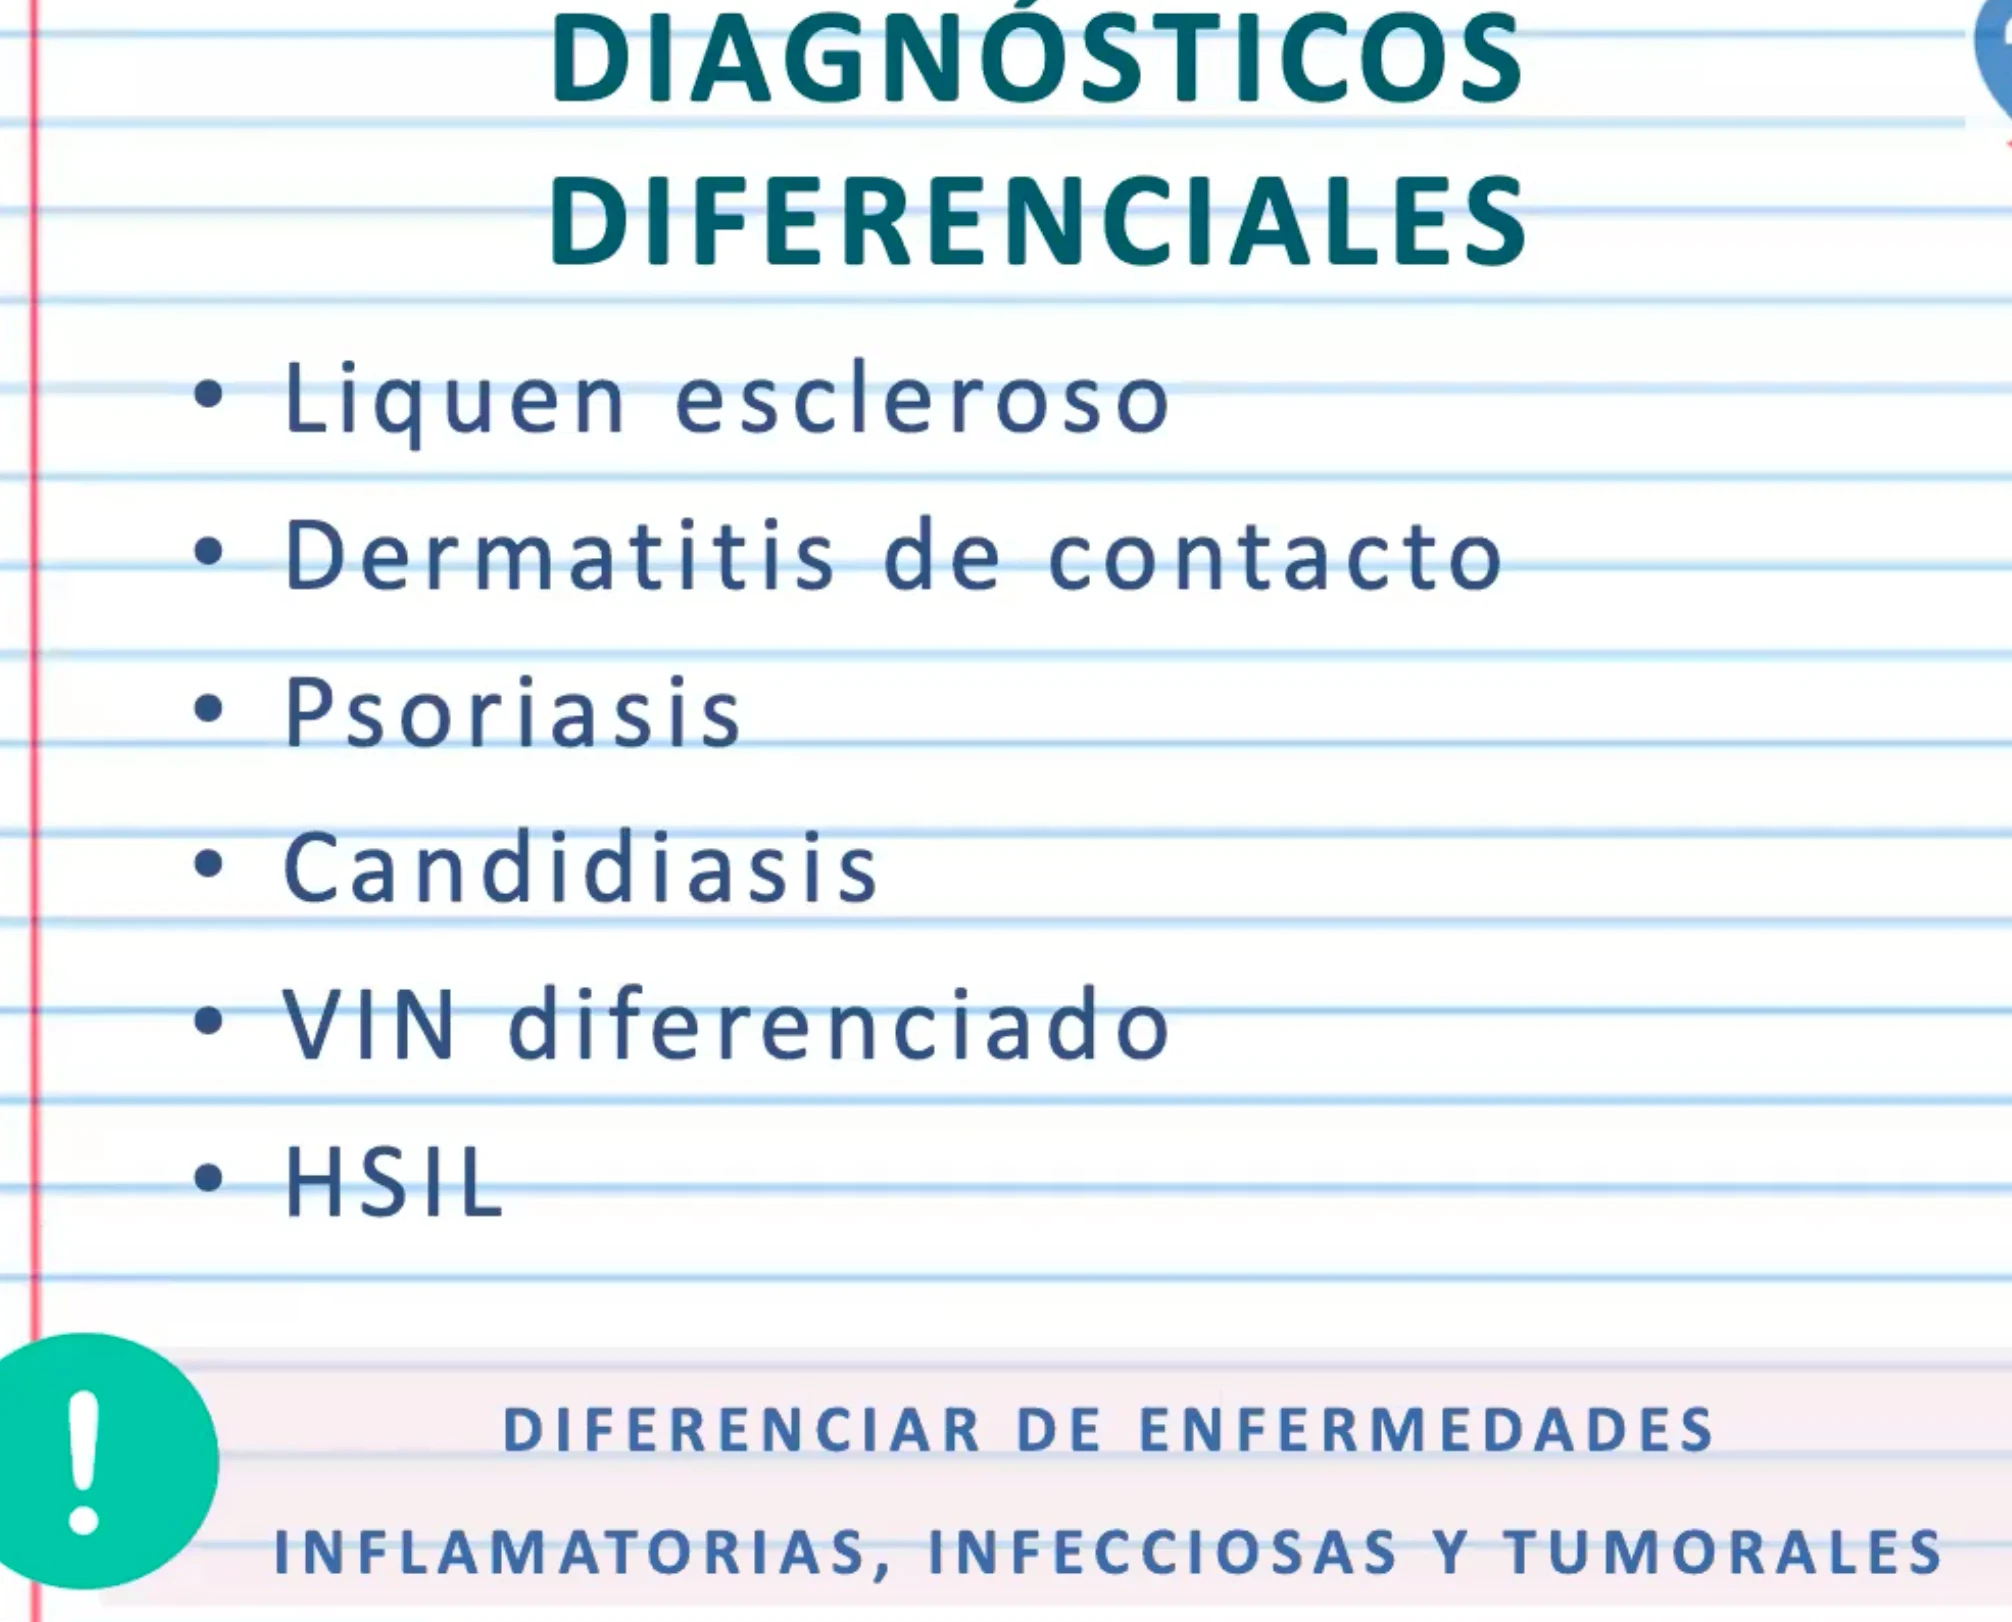 DIAGNÓSTICOS
DIFERENCIALES
• Liquen escleroso
• Dermatitis de contacto
• Psoriasis
• Candidiasis
• VIN diferenciado
• HSIL
!
DIFERENCIAR DE ENFERMEDADES
INFLAMATORIAS, INFECCIOSAS Y TUMORALES